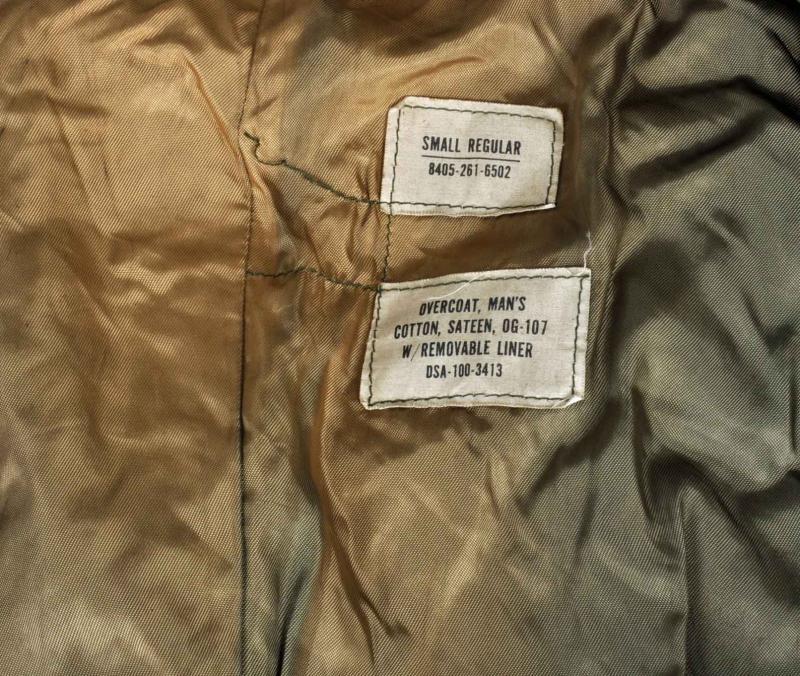 SMALL REGULAR
8405-261-6502
OVERCOAT, MAN'S
COTTON, SATEEN, OG-107
W/REMOVABLE LINER
DSA-100-3413